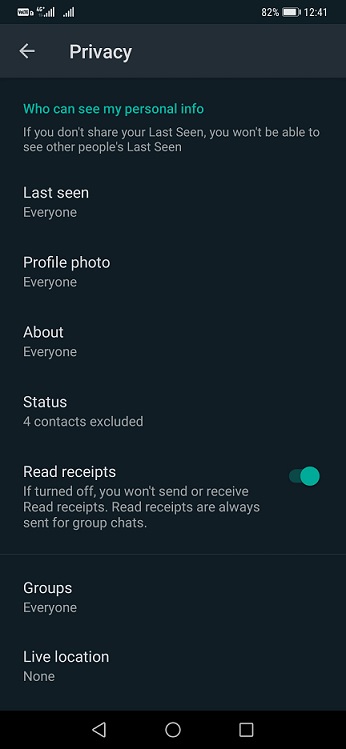 82% 12:41
Privacy
Who can see my personal info
If you don't share your Last Seen, you won't be able to
see other people's Last Seen
Last seen
Everyone
Profile photo
Everyone
About
Everyone
Status
4 contacts excluded
Read receipts
If turned off, you won't send or receive
Read receipts. Read receipts are always
sent for group chats.
Groups
Everyone
Live location
None